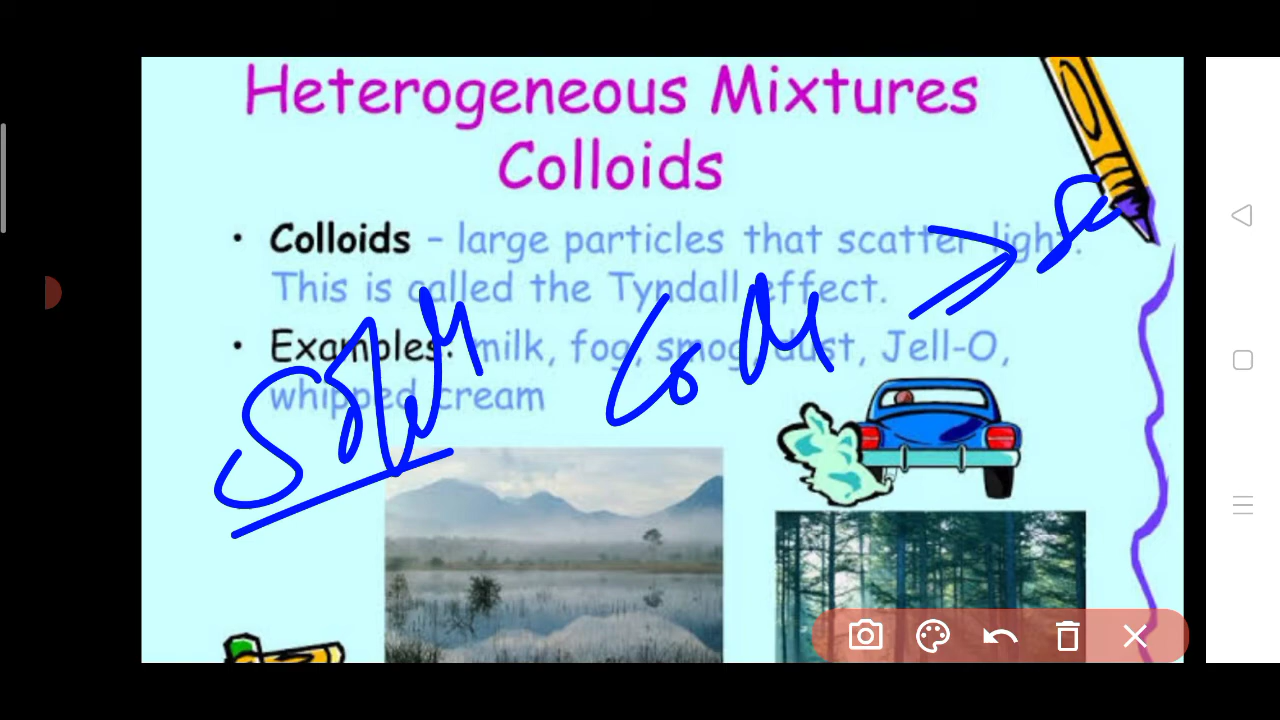 Heterogeneous Mixtures
Colloids
• Colloids – large particles that scatter light.
This is called the Tyndall effect.
• Examples: milk, fog, smog, dust, Jell-O,
whipped cream